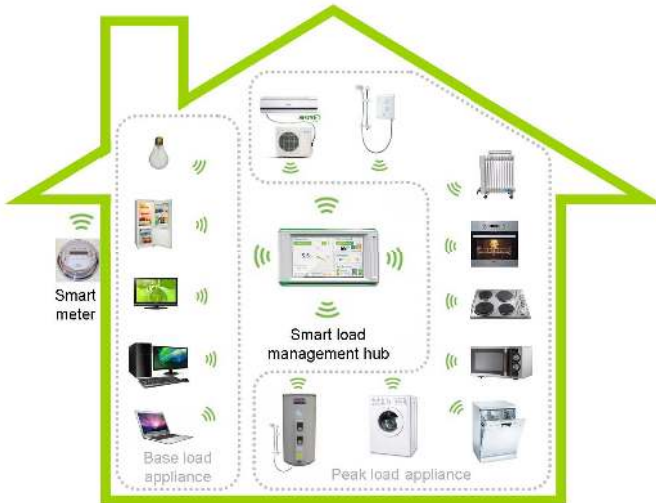 Smart
meter
Smart load
management hub
Base load
appliance
Peak load appliance